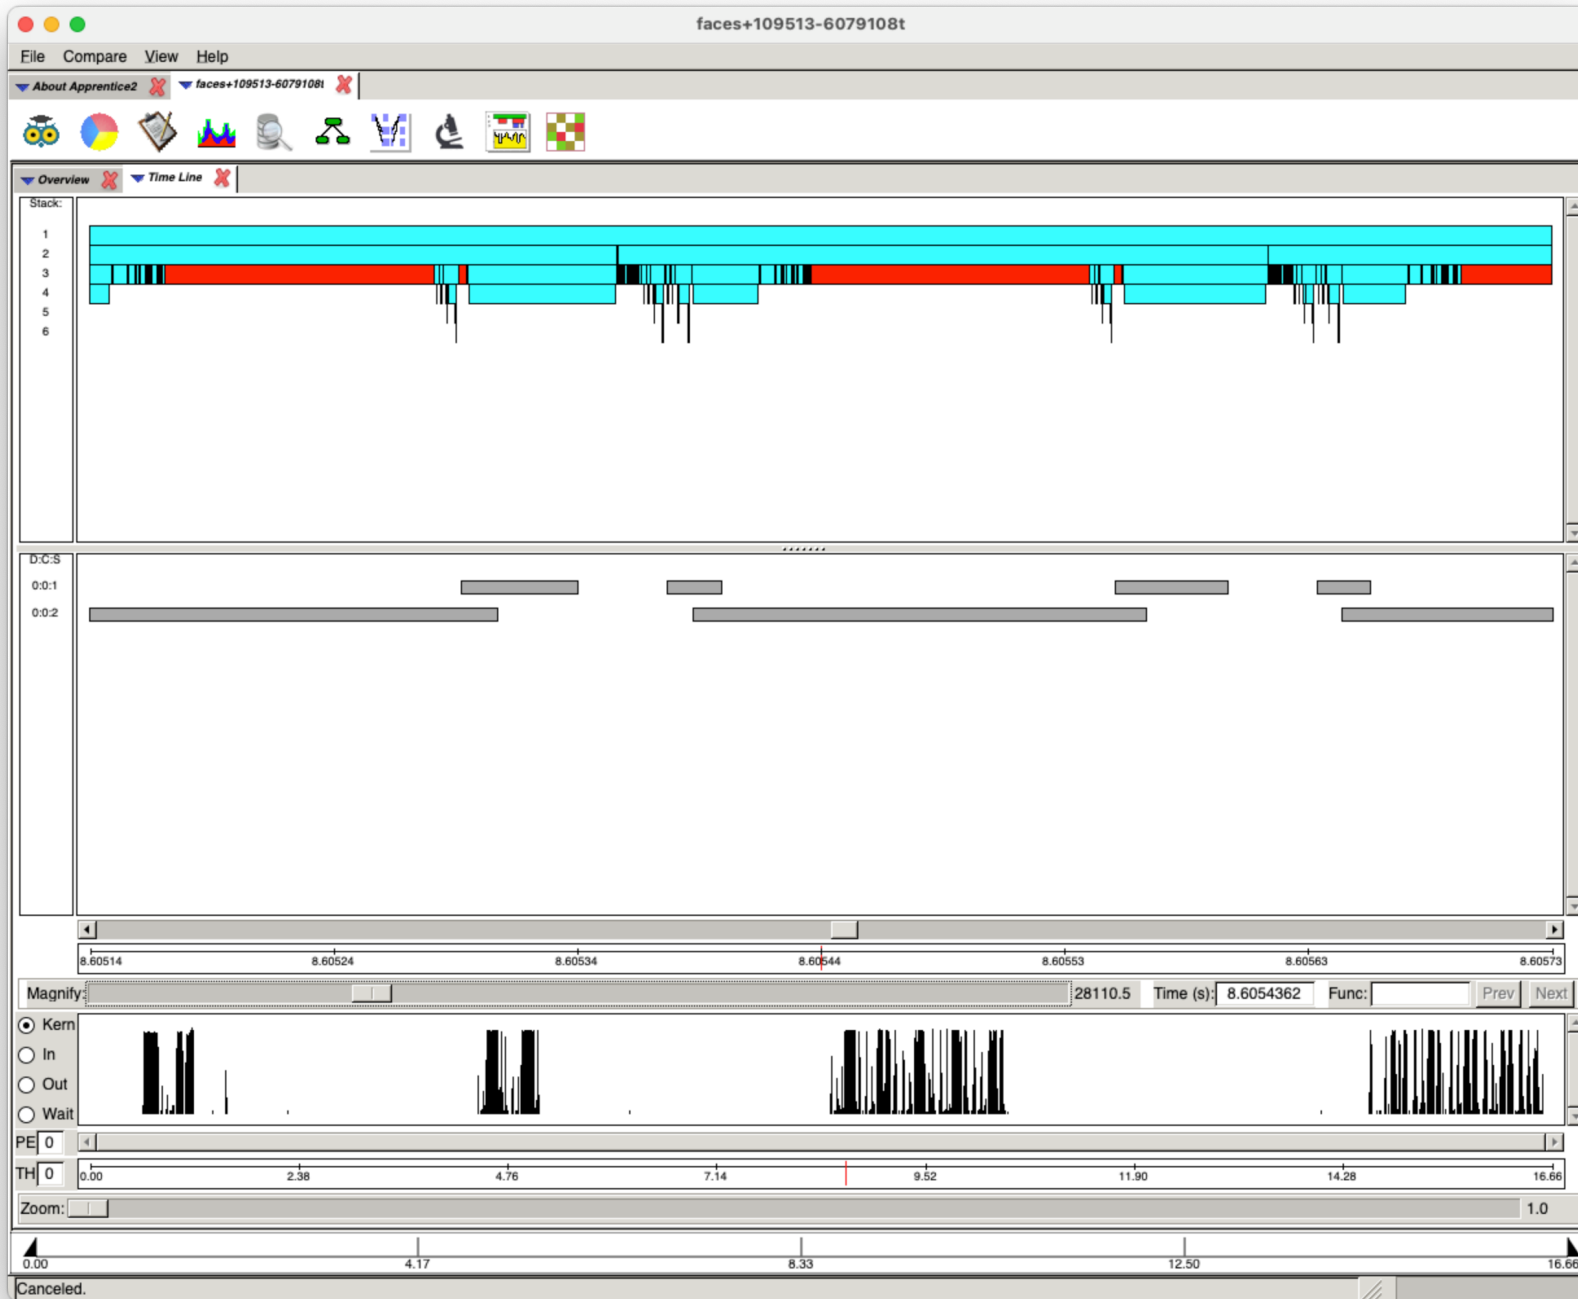 faces+109513-6079108t
File Compare View Help
About Apprentice2 faces+109513-6079108t
Overview Time Line
Stack:
1
2
3
4
5
6
D:C:S
0:0:1
0:0:2
8.60514 8.60524 8.60534 8.60544 8.60553 8.60563 8.60573
Magnify: 28110.5 Time (s): 8.6054362 Func: Prev Next
Kern
In
Out
Wait
PE 0
TH 0 0.00 2.38 4.76 7.14 9.52 11.90 14.28 16.66
Zoom: 1.0
0.00 4.17 8.33 12.50 16.66
Canceled.